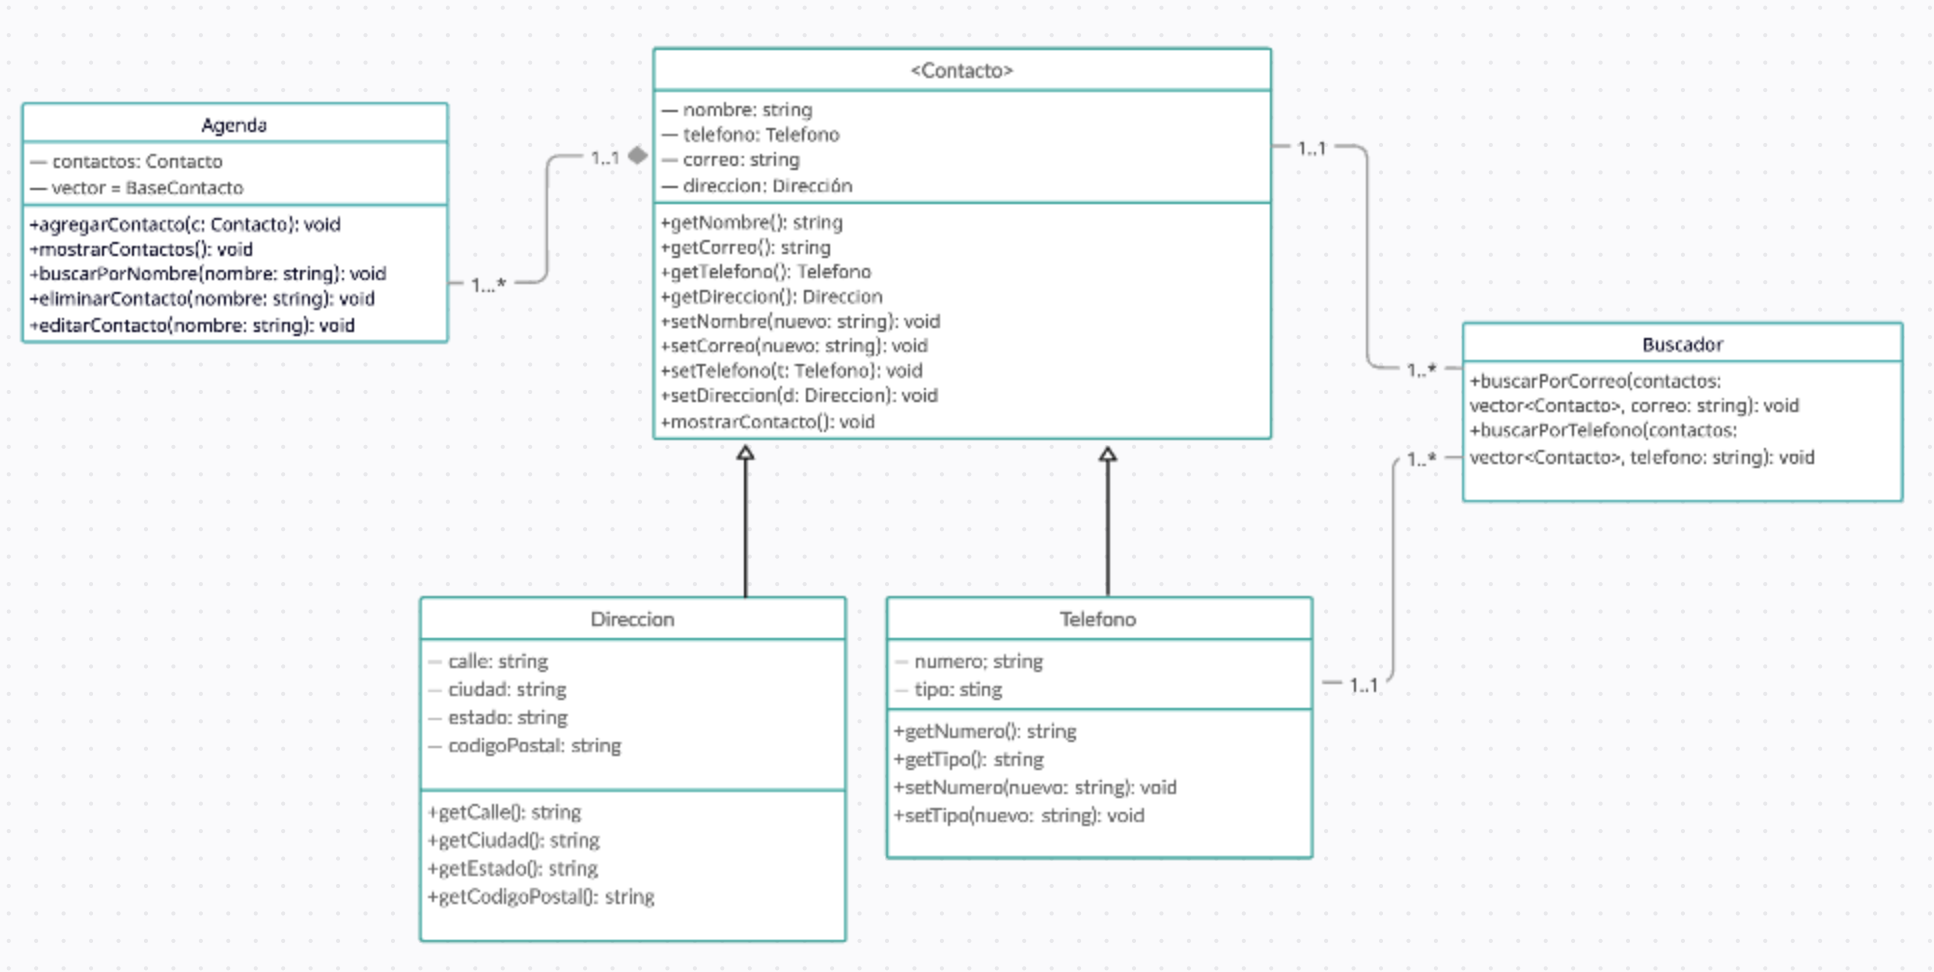 Agenda
— contactos: Contacto
— vector = BaseContacto
+agregarContacto(c: Contacto): void
+mostrarContactos(): void
+buscarPorNombre(nombre: string): void
+eliminarContacto(nombre: string): void
+editarContacto(nombre: string): void
1...*
1..1
<Contacto>
— nombre: string
— telefono: Telefono
— correo: string
— direccion: Dirección
+getNombre(): string
+getCorreo(): string
+getTelefono(): Telefono
+getDireccion(): Direccion
+setNombre(nuevo: string): void
+setCorreo(nuevo: string): void
+setTelefono(t: Telefono): void
+setDireccion(d: Direccion): void
+mostrarContacto(): void
1..1
1..*
Buscador
+buscarPorCorreo(contactos:
vector<Contacto>, correo: string): void
+buscarPorTelefono(contactos:
vector<Contacto>, telefono: string): void
1..*
1..1
Direccion
— calle: string
— ciudad: string
— estado: string
— codigoPostal: string
+getCalle(): string
+getCiudad(): string
+getEstado(): string
+getCodigoPostal(): string
Telefono
— numero; string
— tipo: sting
+getNumero(): string
+getTipo(): string
+setNumero(nuevo: string): void
+setTipo(nuevo: string): void